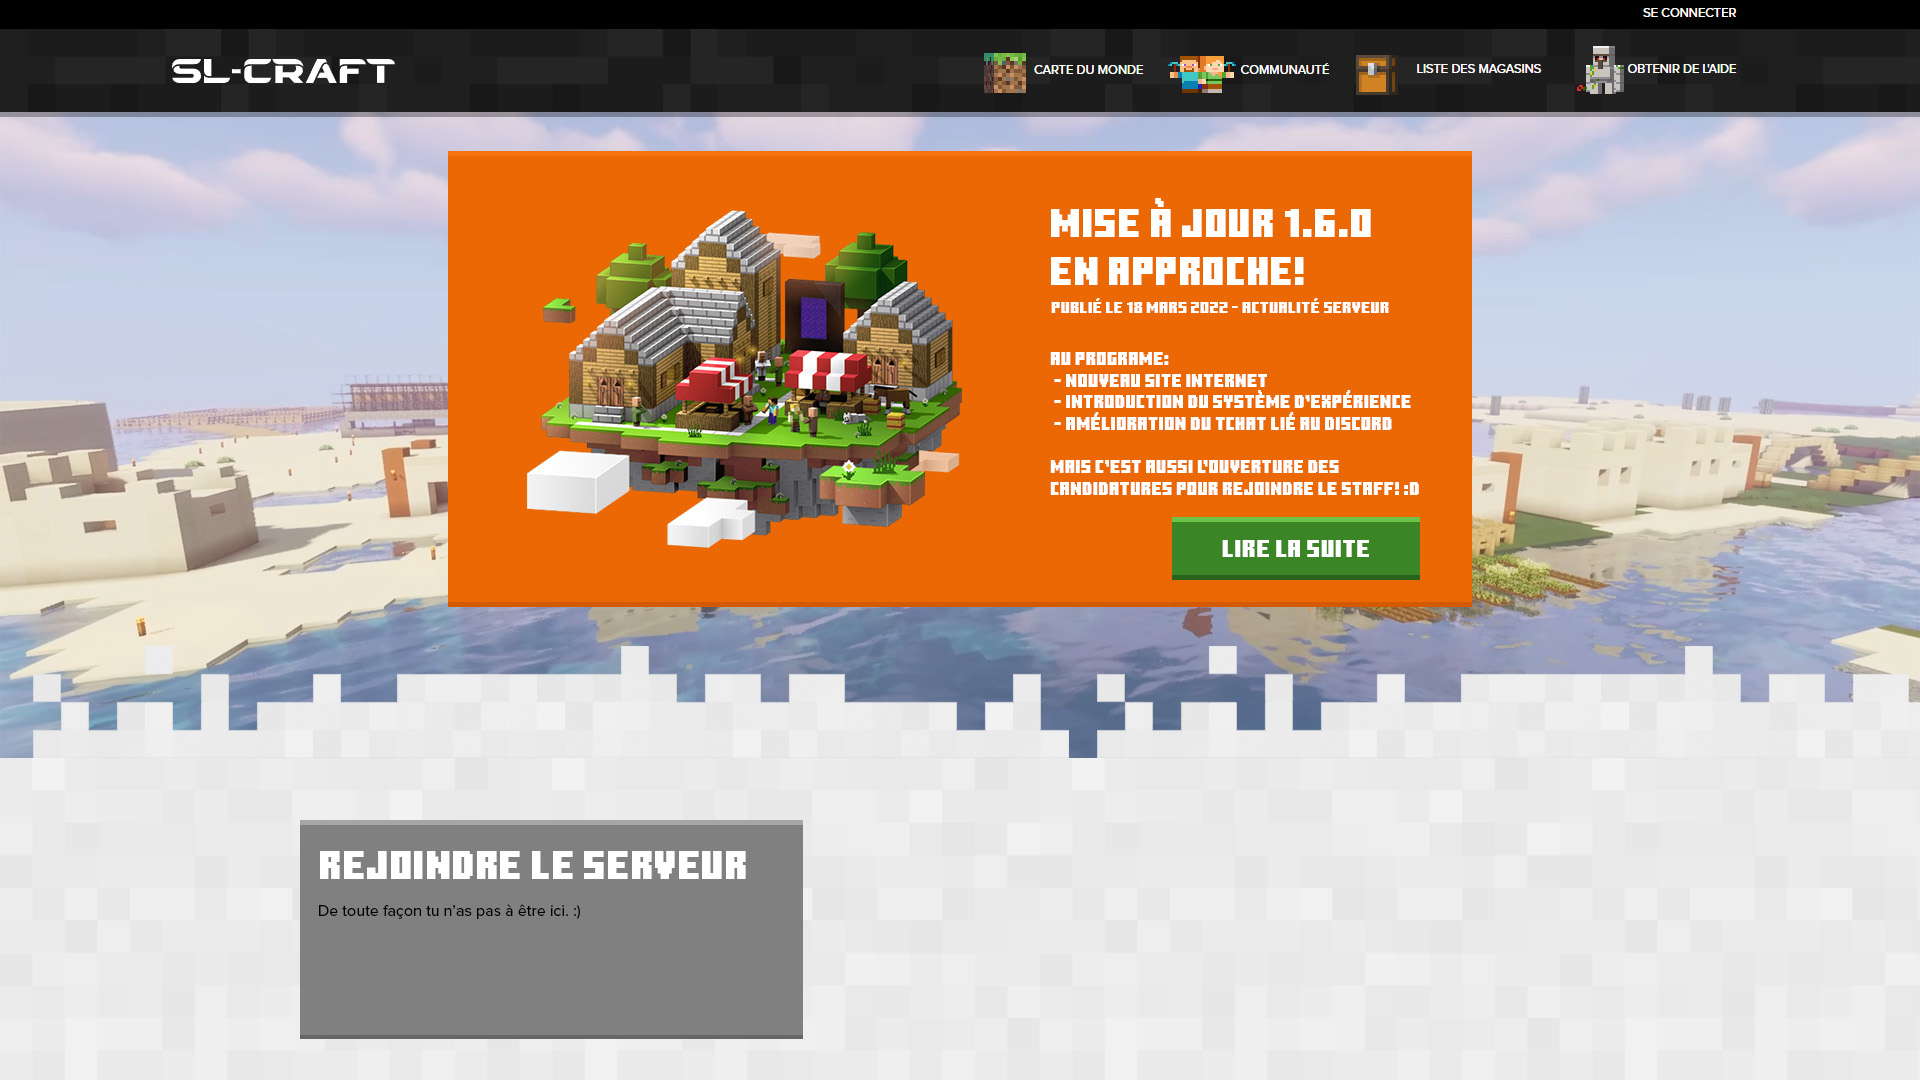 SE CONNECTER
SL-CRAFT
CARTE DU MONDE
COMMUNAUTÉ
LISTE DES MAGASINS
OBTENIR DE L'AIDE
MISE À JOUR 1.6.0
EN APPROCHE!
PUBLIÉ LE 18 MARS 2022 - ACTUALITÉ SERVEUR
AU PROGRAME:
- NOUVEAU SITE INTERNET
- INTRODUCTION DU SYSTÈME D'EXPÉRIENCE
- AMÉLIORATION DU TCHAT LIÉ AU DISCORD
MAIS C'EST AUSSI L'OUVERTURE DES
CANDIDATURES POUR REJOINDRE LE STAFF! :D
LIRE LA SUITE
REJOINDRE LE SERVEUR
De toute façon tu n'as pas à être ici. :)